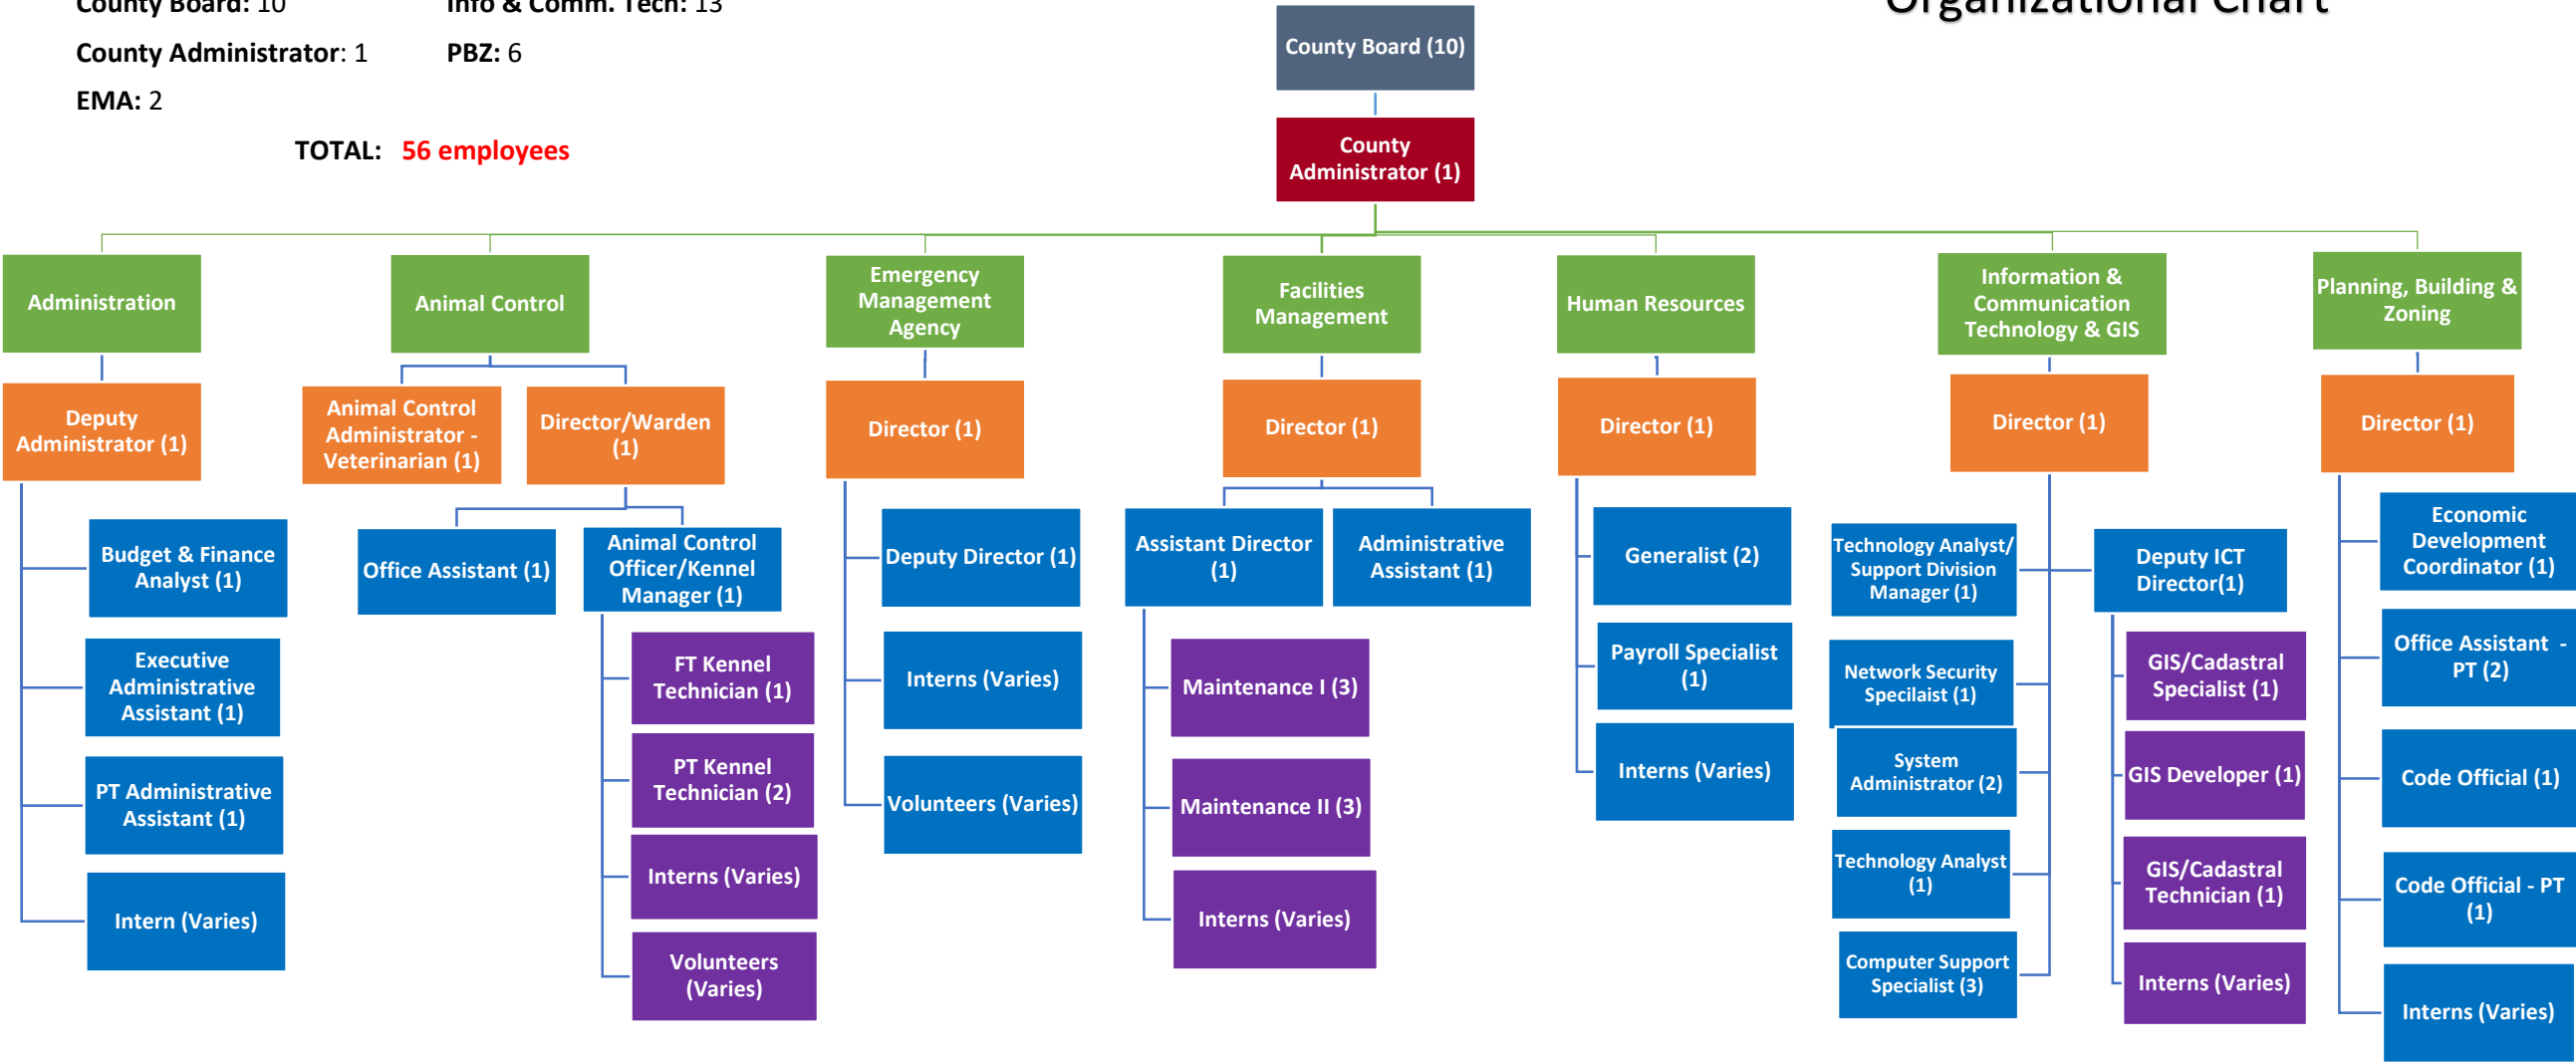 County Board: 10
Info & Comm. Tech: 13
Organizational Chart
County Administrator: 1
PBZ: 6
EMA: 2
TOTAL: 56 employees
County Board (10)
County
Administrator (1)
Administration
Animal Control
Emergency
Management
Agency
Facilities
Management
Human Resources
Information &
Communication
Technology & GIS
Planning, Building &
Zoning
Deputy
Administrator (1)
Animal Control
Administrator -
Veterinarian (1)
Director/Warden
(1)
Director (1)
Director (1)
Director (1)
Director (1)
Director (1)
Budget & Finance
Analyst (1)
Executive
Administrative
Assistant (1)
PT Administrative
Assistant (1)
Intern (Varies)
Office Assistant (1)
Animal Control
Officer/Kennel
Manager (1)
FT Kennel
Technician (1)
PT Kennel
Technician (2)
Interns (Varies)
Volunteers
(Varies)
Deputy Director (1)
Interns (Varies)
Volunteers (Varies)
Assistant Director
(1)
Administrative
Assistant (1)
Maintenance I (3)
Maintenance II (3)
Interns (Varies)
Generalist (2)
Payroll Specialist
(1)
Interns (Varies)
Technology Analyst/
Support Division
Manager (1)
Network Security
Specilaist (1)
System
Administrator (2)
Technology Analyst
(1)
Computer Support
Specialist (3)
Deputy ICT
Director(1)
GIS/Cadastral
Specialist (1)
GIS Developer (1)
GIS/Cadastral
Technician (1)
Interns (Varies)
Economic
Development
Coordinator (1)
Office Assistant -
PT (2)
Code Official (1)
Code Official - PT
(1)
Interns (Varies)